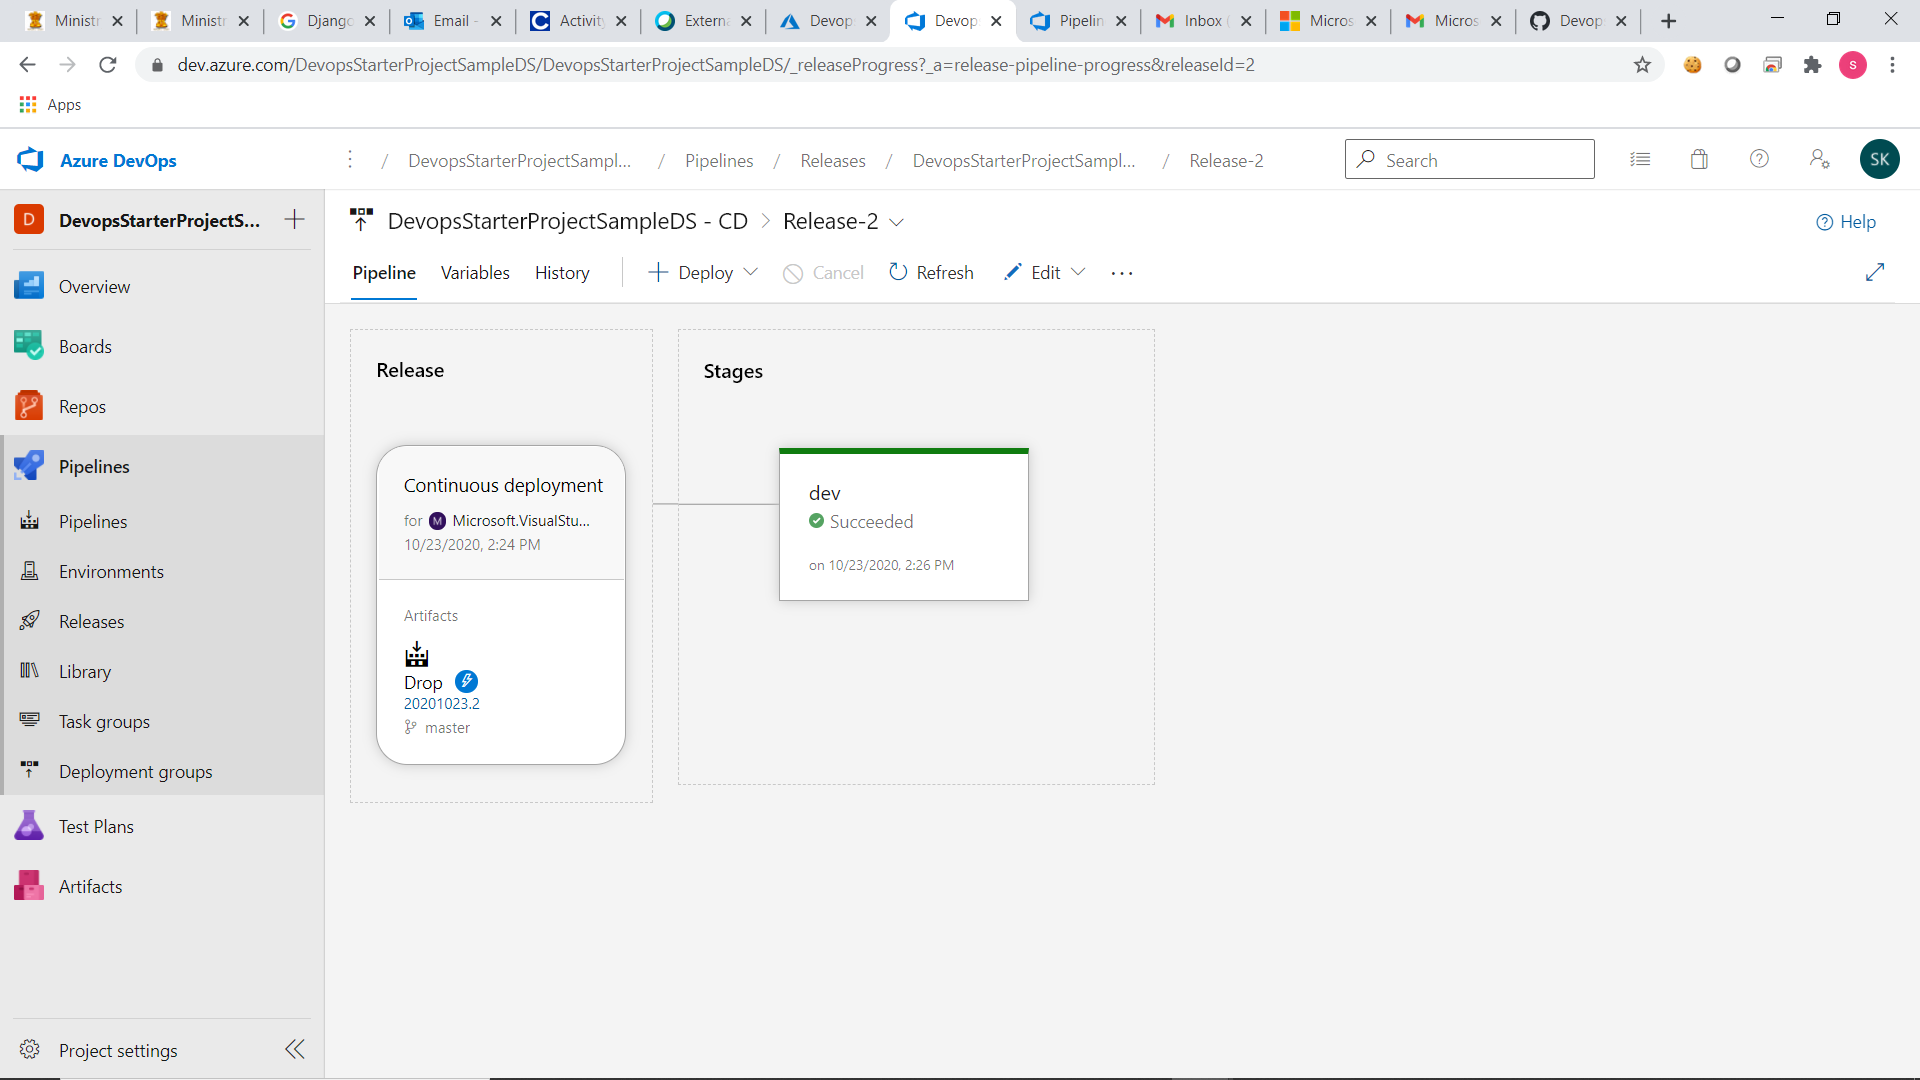 Ministr
Ministr
Django
Email -
Activity
Externa
Devop
Devop
Pipelin
Inbox (
Micros
Micros
Devop
dev.azure.com/DevopsStarterProjectSampleDS/DevopsStarterProjectSampleDS/_releaseProgress?_a=release-pipeline-progress&releaseId=2
S
Apps
Azure DevOps
/ DevopsStarterProjectSampl... / Pipelines / Releases / DevopsStarterProjectSampl... / Release-2
Search
SK
D DevopsStarterProjectS...
DevopsStarterProjectSampleDS - CD > Release-2
Help
Pipeline Variables History Deploy Cancel Refresh Edit ...
Overview
Boards
Repos
Pipelines
Pipelines
Environments
Releases
Library
Task groups
Deployment groups
Test Plans
Artifacts
Project settings
Release
Continuous deployment
for M Microsoft.VisualStu...
10/23/2020, 2:24 PM
Artifacts
Drop
20201023.2
master
Stages
dev
Succeeded
on 10/23/2020, 2:26 PM